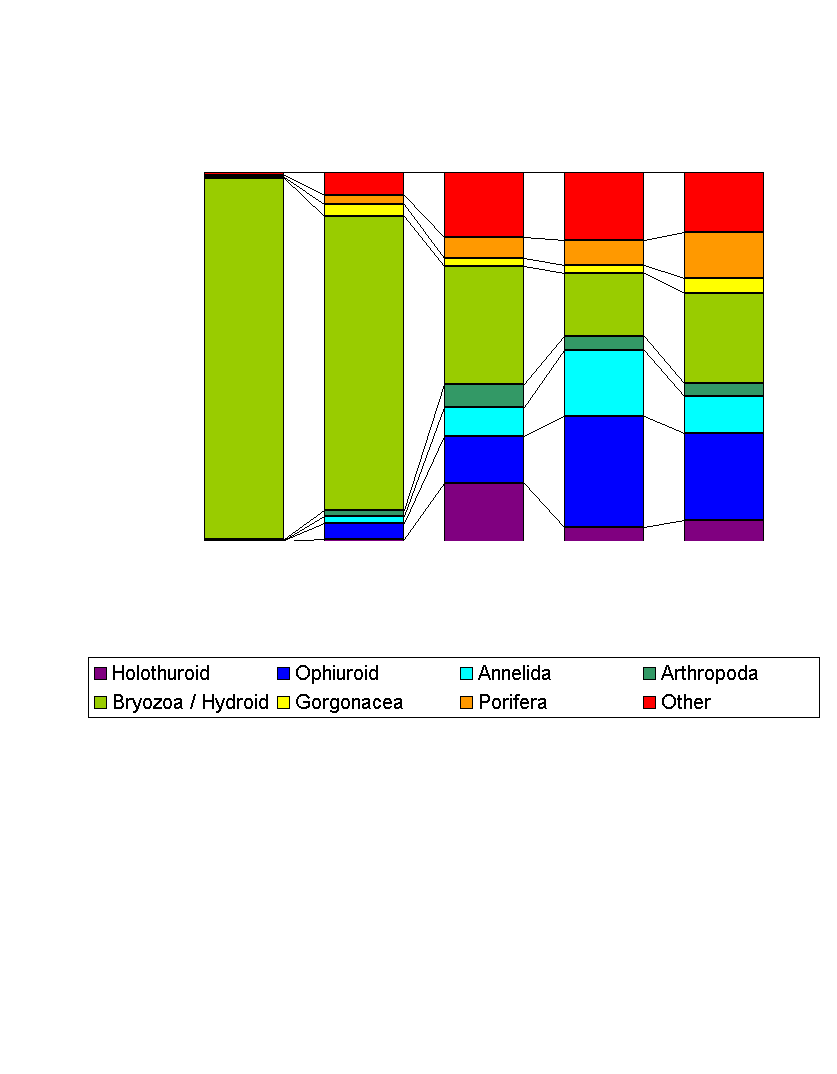 Holothuroid Ophiuroid Annelida Arthropoda
Bryozoa / Hydroid Gorgonacea Porifera Other